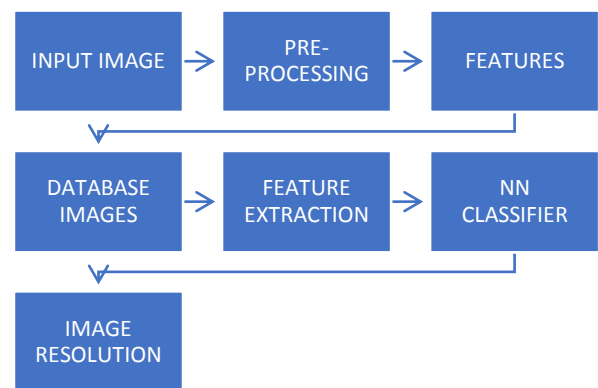 INPUT IMAGE
PRE-
PROCESSING
FEATURES
DATABASE
IMAGES
FEATURE
EXTRACTION
NN
CLASSIFIER
IMAGE
RESOLUTION